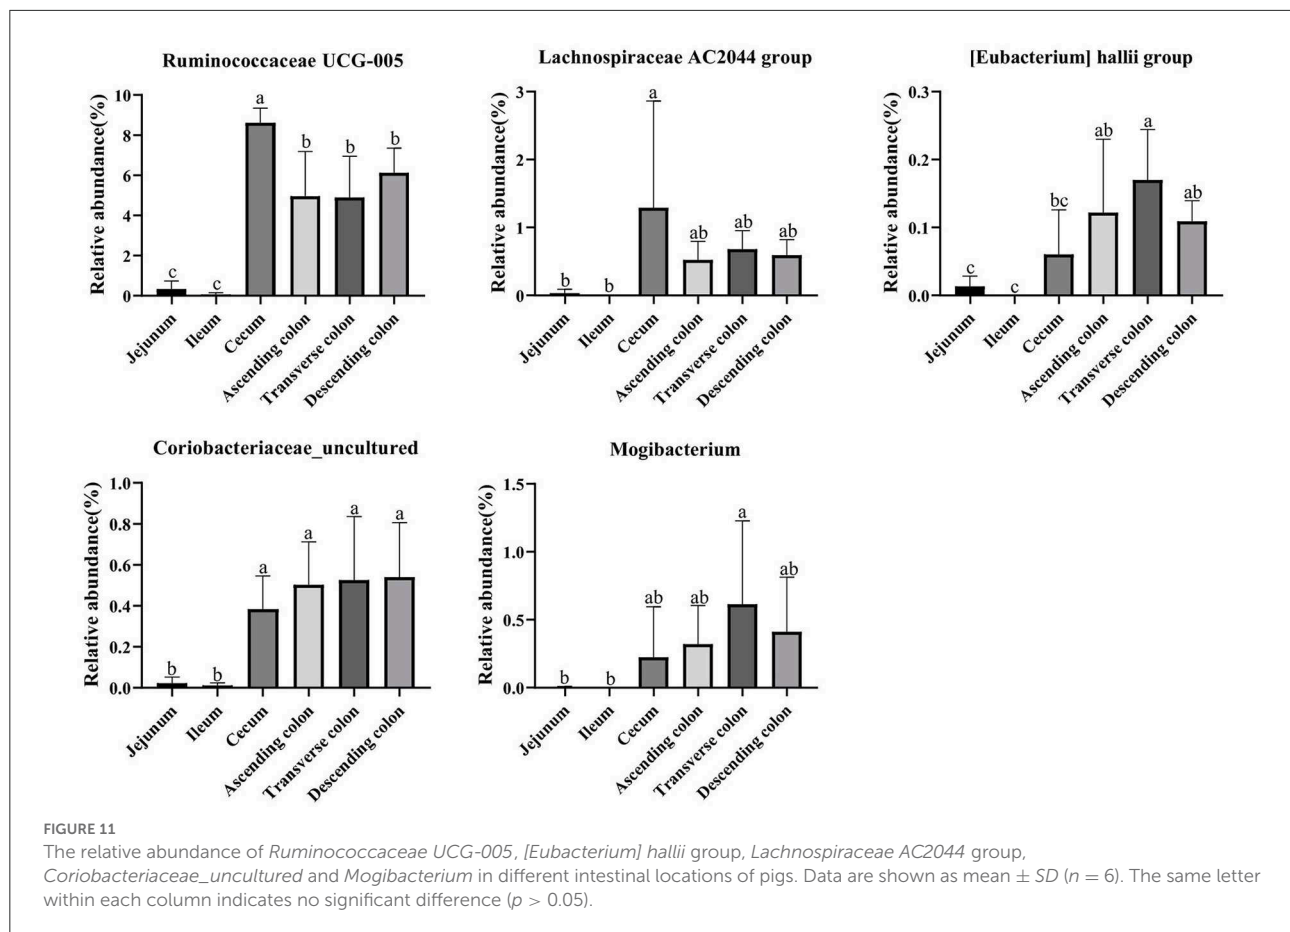 Ruminococcaceae UCG-005
Relative abundance(%)
10
8
6
4
2
0
c
c
a
b
b
b
Jejunum
Ileum
Cecum
Ascending colon
Transverse colon
Descending colon
Lachnospiraceae AC2044 group
Relative abundance(%)
3
2
1
0
b
b
a
ab
ab
ab
Jejunum
Ileum
Cecum
Ascending colon
Transverse colon
Descending colon
[Eubacterium] hallii group
Relative abundance(%)
0.3
0.2
0.1
0.0
c
c
bc
ab
a
ab
Jejunum
Ileum
Cecum
Ascending colon
Transverse colon
Descending colon
Coriobacteriaceae_uncultured
Relative abundance(%)
1.0
0.8
0.6
0.4
0.2
0.0
b
b
a
a
a
a
Jejunum
Ileum
Cecum
Ascending colon
Transverse colon
Descending colon
Mogibacterium
Relative abundance(%)
1.5
1.0
0.5
0.0
b
b
ab
ab
a
ab
Jejunum
Ileum
Cecum
Ascending colon
Transverse colon
Descending colon
FIGURE 11
The relative abundance of Ruminococcaceae UCG-005, [Eubacterium] hallii group, Lachnospiraceae AC2044 group,
Coriobacteriaceae_uncultured and Mogibacterium in different intestinal locations of pigs. Data are shown as mean ± SD (n = 6). The same letter
within each column indicates no significant difference (p > 0.05).